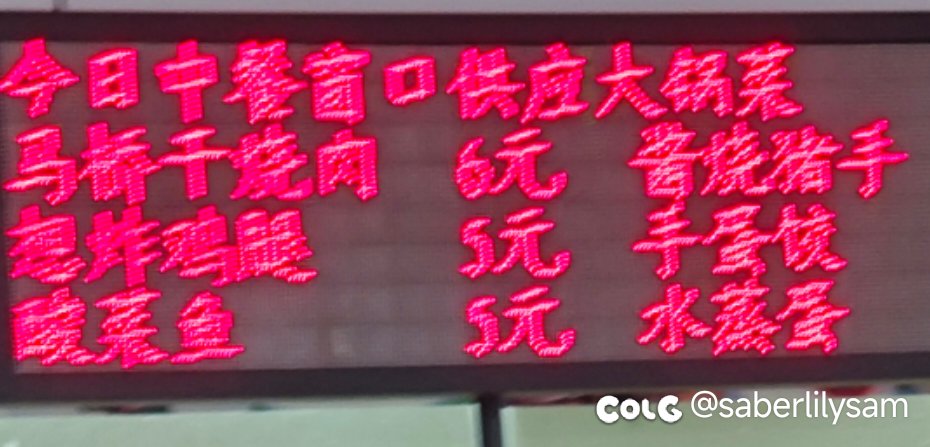 今日中餐窗口供应大锅菜
马桥干烧肉 6元 酱烧猪手
葱炸鸡腿 5元 手蛋饺
酸菜鱼 5元 水蒸蛋
COLG @saberlilysam